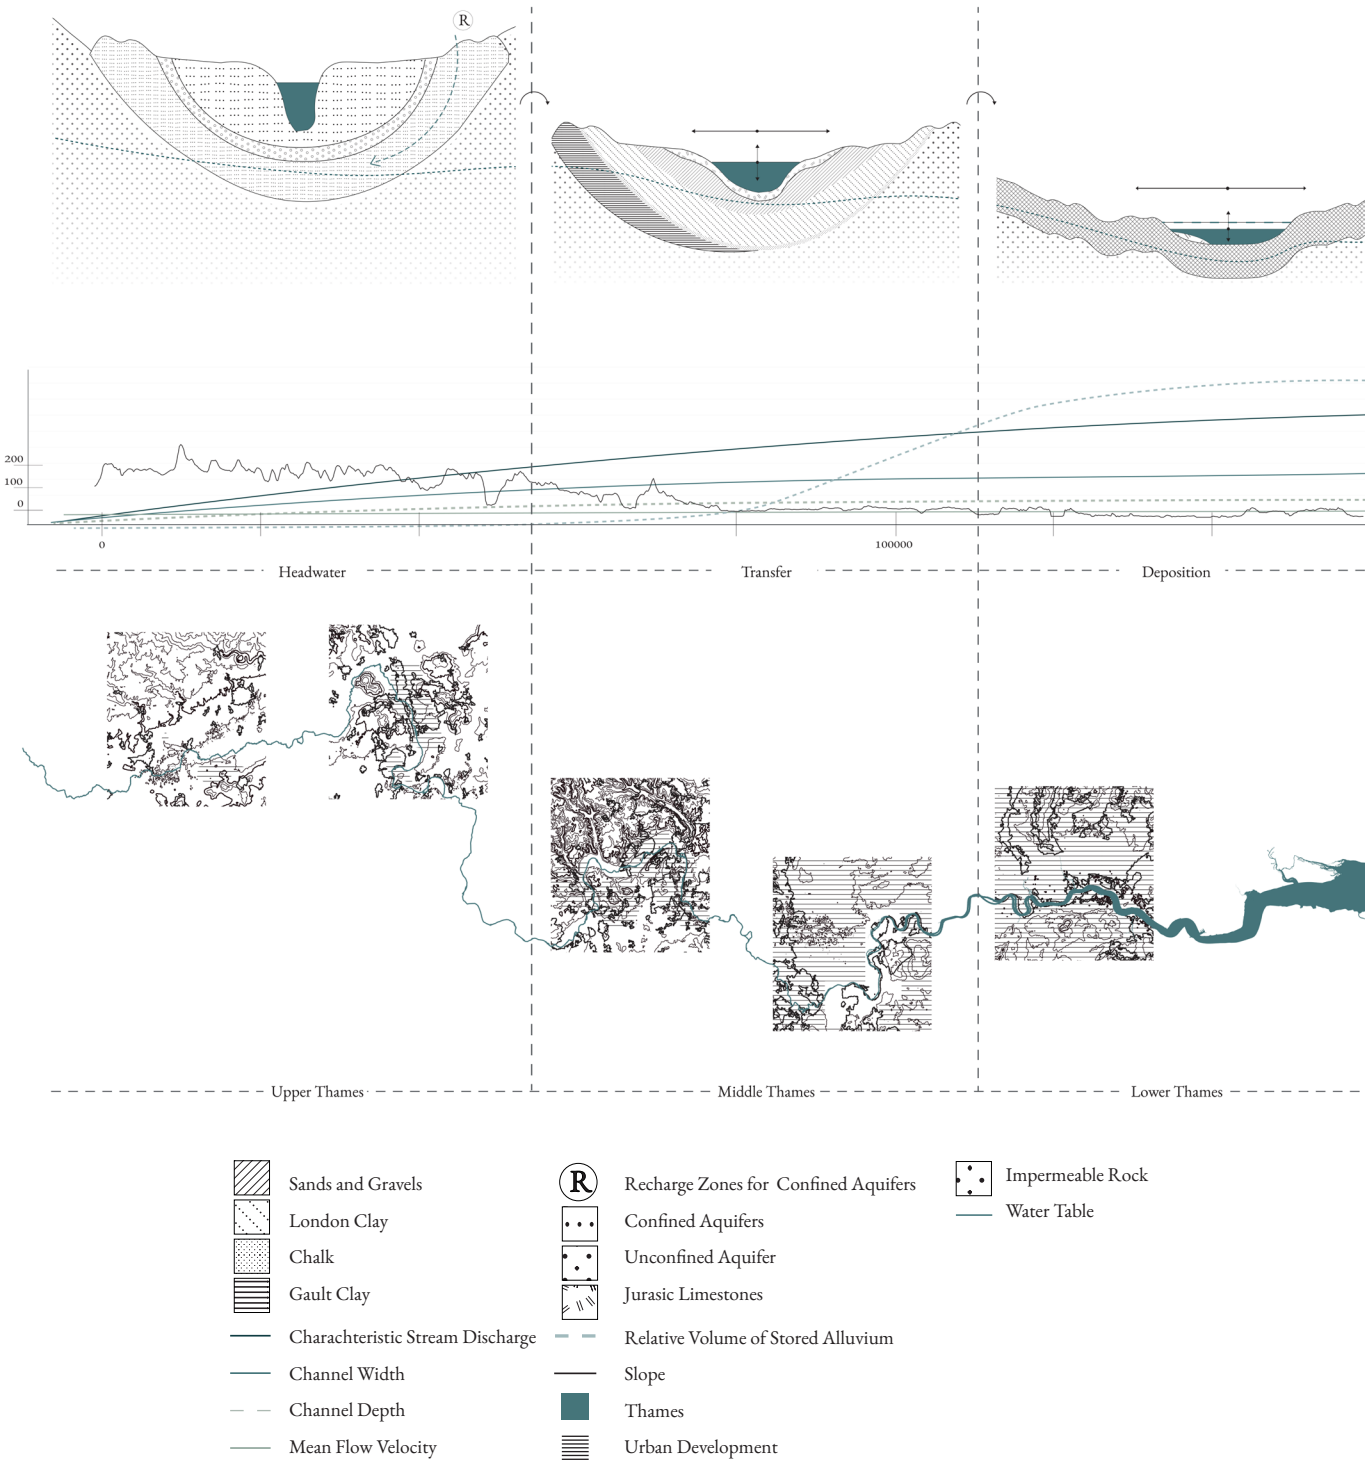 R
200
100
0
0
100000
Headwater
Transfer
Deposition
Upper Thames
Middle Thames
Lower Thames
Sands and Gravels
London Clay
Chalk
Gault Clay
Charachteristic Stream Discharge
Channel Width
Channel Depth
Mean Flow Velocity
R
Recharge Zones for Confined Aquifers
Confined Aquifers
Unconfined Aquifer
Jurasic Limestones
Relative Volume of Stored Alluvium
Slope
Thames
Urban Development
Impermeable Rock
Water Table